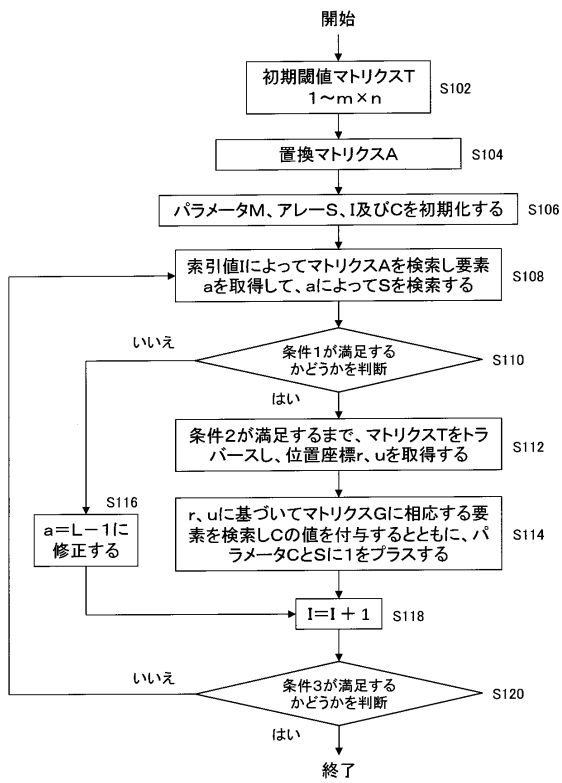 開始
初期閾値マトリクスT
1～m×n
S102
置換マトリクスA
S104
パラメータM、アレーS、I及びCを初期化する
S106
索引値IによってマトリクスAを検索し要素
aを取得して、aによってSを検索する
S108
いいえ
条件1が満足する
かどうかを判断
S110
はい
条件2が満足するまで、マトリクスTをトラ
バースし、位置座標r、uを取得する
S112
S116
a=L-1に
修正する
r、uに基づいてマトリクスGに相応する要
素を検索しCの値を付与するとともに、パ
ラメータCとSに1をプラスする
S114
I=I + 1
S118
いいえ
条件3が満足する
かどうかを判断
S120
はい
終了